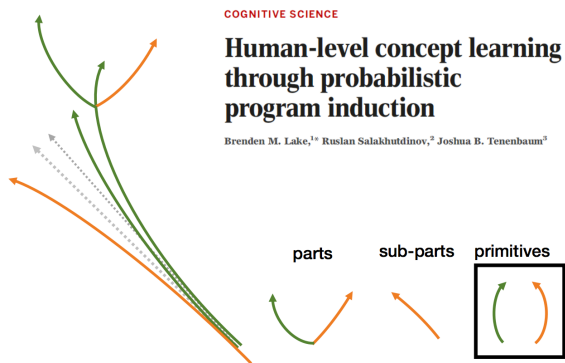 COGNITIVE SCIENCE
Human-level concept learning
through probabilistic
program induction
Brenden M. Lake,¹* Ruslan Salakhutdinov,² Joshua B. Tenenbaum³
parts
sub-parts
primitives